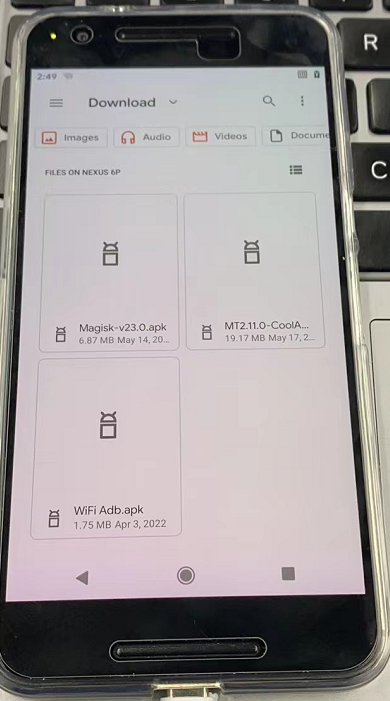 2:49
Download
Images
Audio
Videos
Docume
FILES ON NEXUS 6P
Magisk-v23.0.apk
6.87 MB May 14, 20...
MT2.11.0-CoolA...
19.17 MB May 17, 2...
WiFi Adb.apk
1.75 MB Apr 3, 2022
R
C